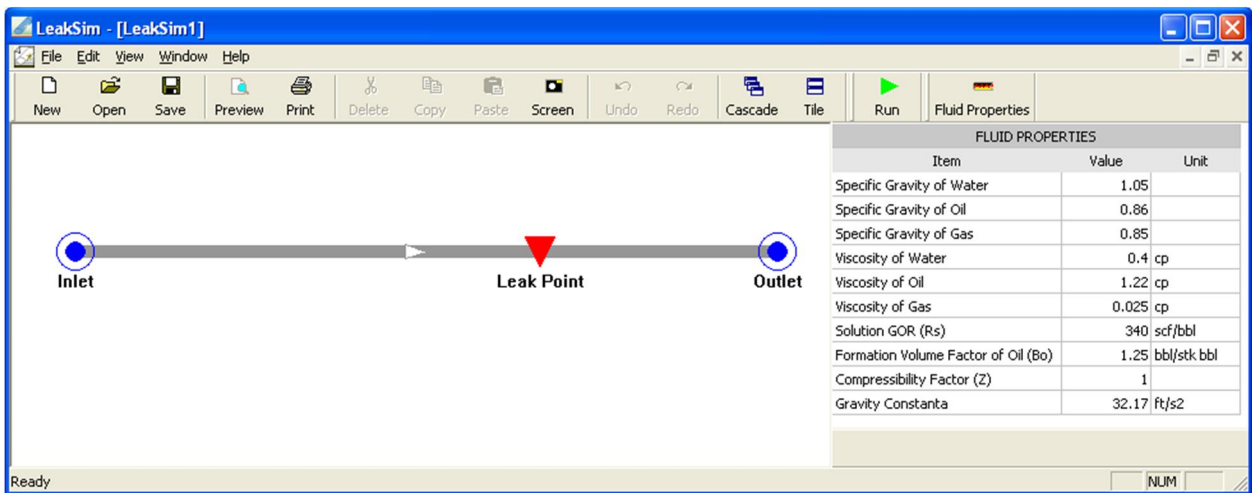 LeakSim - [LeakSim1]
File Edit View Window Help
New Open Save Preview Print Delete Copy Paste Screen Undo Redo Cascade Tile Run Fluid Properties
Inlet Leak Point Outlet
FLUID PROPERTIES
Item Value Unit
Specific Gravity of Water 1.05
Specific Gravity of Oil 0.86
Specific Gravity of Gas 0.85
Viscosity of Water 0.4 cp
Viscosity of Oil 1.22 cp
Viscosity of Gas 0.025 cp
Solution GOR (Rs) 340 scf/bbl
Formation Volume Factor of Oil (Bo) 1.25 bbl/stk bbl
Compressibility Factor (Z) 1
Gravity Constanta 32.17 ft/s2
Ready NUM